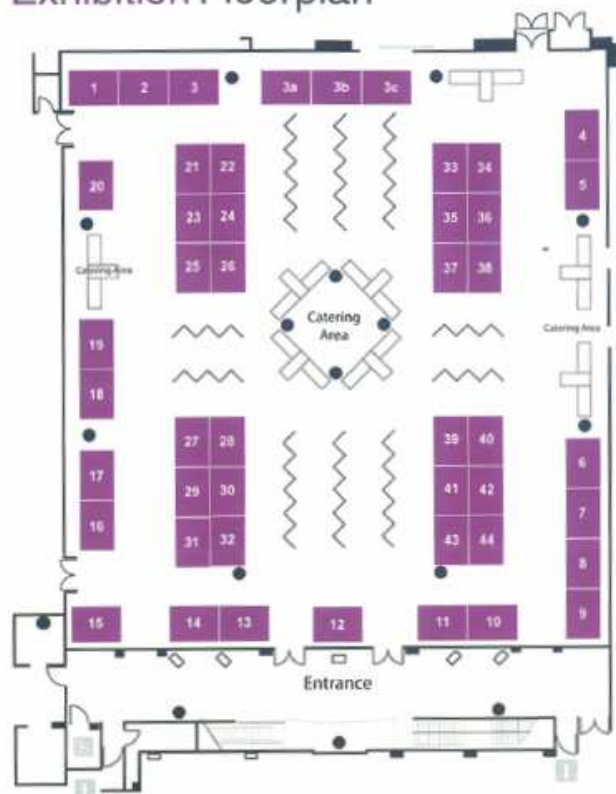 Exhibition Floorplan
1 2 3 3a 3b 3c
4
5
20
21 22
23 24
25 26
33 34
35 36
37 38
Catering Area
Catering
Area
Catering Area
19
18
17
16
27 28
29 30
31 32
39 40
41 42
43 44
6
7
8
9
15 14 13 12 11 10
Entrance